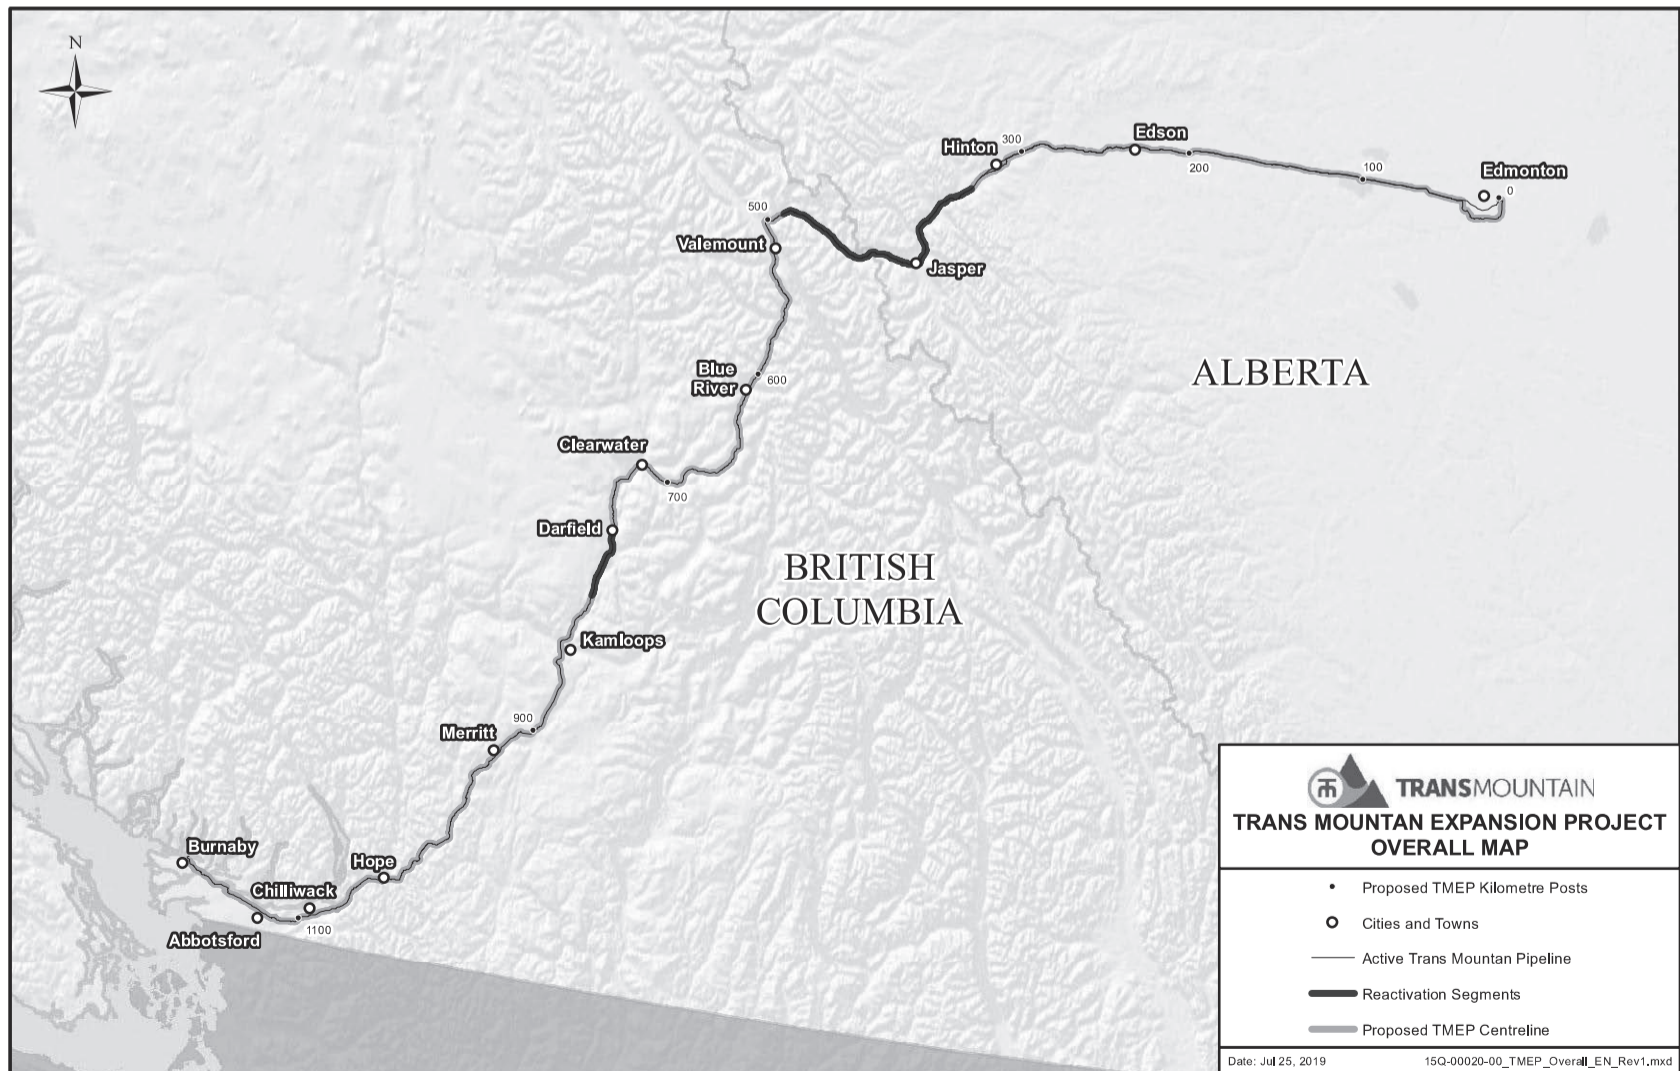 N
Hinton
300
Edson
200
100
Edmonton
0
500
Valemount
Jasper
Blue
River
600
ALBERTA
Clearwater
700
Darfield
BRITISH
COLUMBIA
Kamloops
900
Merritt
Burnaby
Hope
Chilliwack
1100
Abbotsford
TRANSMOUNTAIN
TRANS MOUNTAN EXPANSION PROJECT
OVERALL MAP
Proposed TMEP Kilometre Posts
Cities and Towns
Active Trans Mountan Pipeline
Reactivation Segments
Proposed TMEP Centreline
Date: Jul 25, 2019 15Q-00020-00_TMEP_Overall_EN_Rev1.mxd